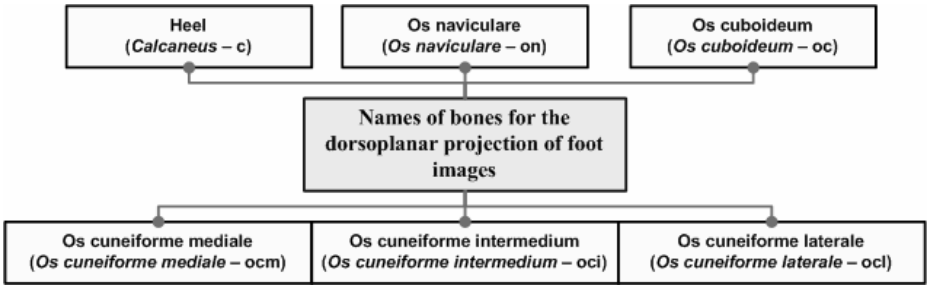 Heel
(Calcaneus – c)
Os naviculare
(Os naviculare – on)
Os cuboideum
(Os cuboideum – oc)
Names of bones for the
dorsoplanar projection of foot
images
Os cuneiforme mediale
(Os cuneiforme mediale – ocm)
Os cuneiforme intermedium
(Os cuneiforme intermedium – oci)
Os cuneiforme laterale
(Os cuneiforme laterale – ocl)